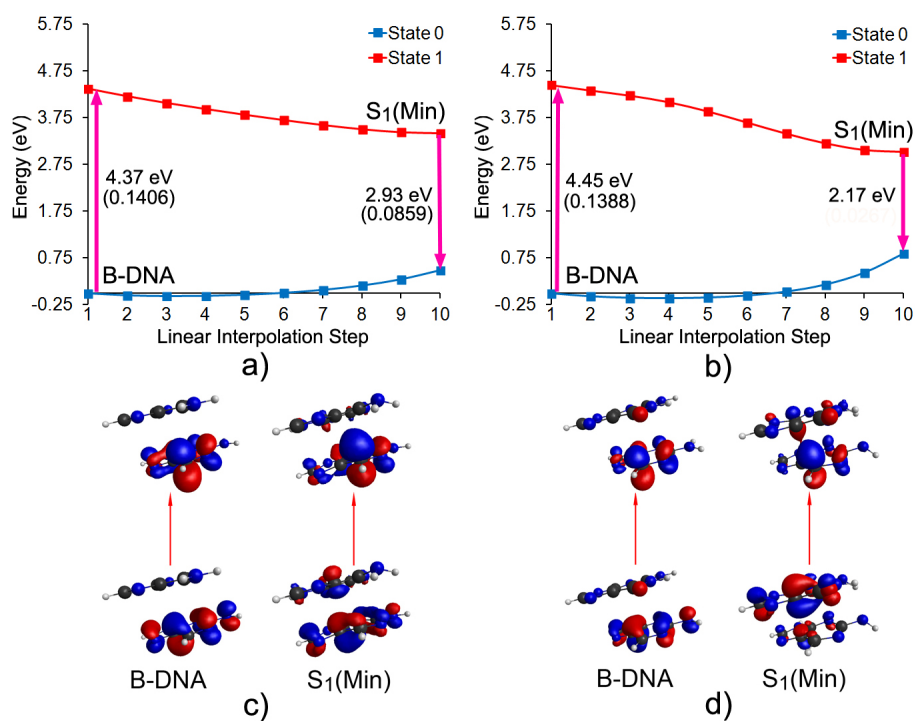 5.75
4.75
3.75
2.75
1.75
0.75
-0.25
Energy (eV)
State 0
State 1
S1(Min)
4.37 eV
(0.1406)
2.93 eV
(0.0859)
B-DNA
1 2 3 4 5 6 7 8 9 10
Linear Interpolation Step
a)
5.75
4.75
3.75
2.75
1.75
0.75
-0.25
Energy (eV)
State 0
State 1
S1(Min)
4.45 eV
(0.1388)
2.17 eV
B-DNA
1 2 3 4 5 6 7 8 9 10
Linear Interpolation Step
b)
B-DNA
S1(Min)
c)
B-DNA
S1(Min)
d)